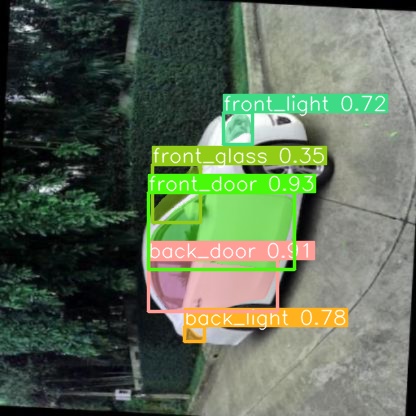 front_light 0.72
front_glass 0.35
front_door 0.93
back_door 0.91
back_light 0.78